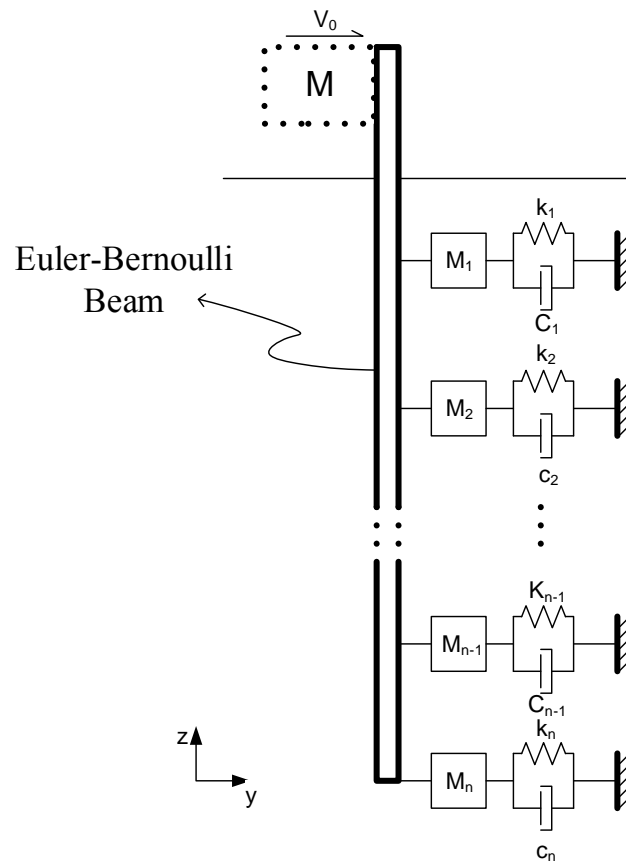 V₀
M
k₁
M₁
C₁
Euler-Bernoulli
Beam
k₂
M₂
c₂
Kₙ₋₁
Mₙ₋₁
Cₙ₋₁
kₙ
z
Mₙ
y
cₙ